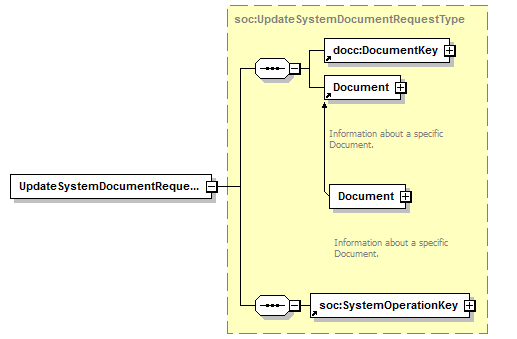 soc:UpdateSystemDocumentRequestType
docc:DocumentKey
Document
Information about a specific
Document.
UpdateSystemDocumentReque...
Document
Information about a specific
Document.
soc:SystemOperationKey